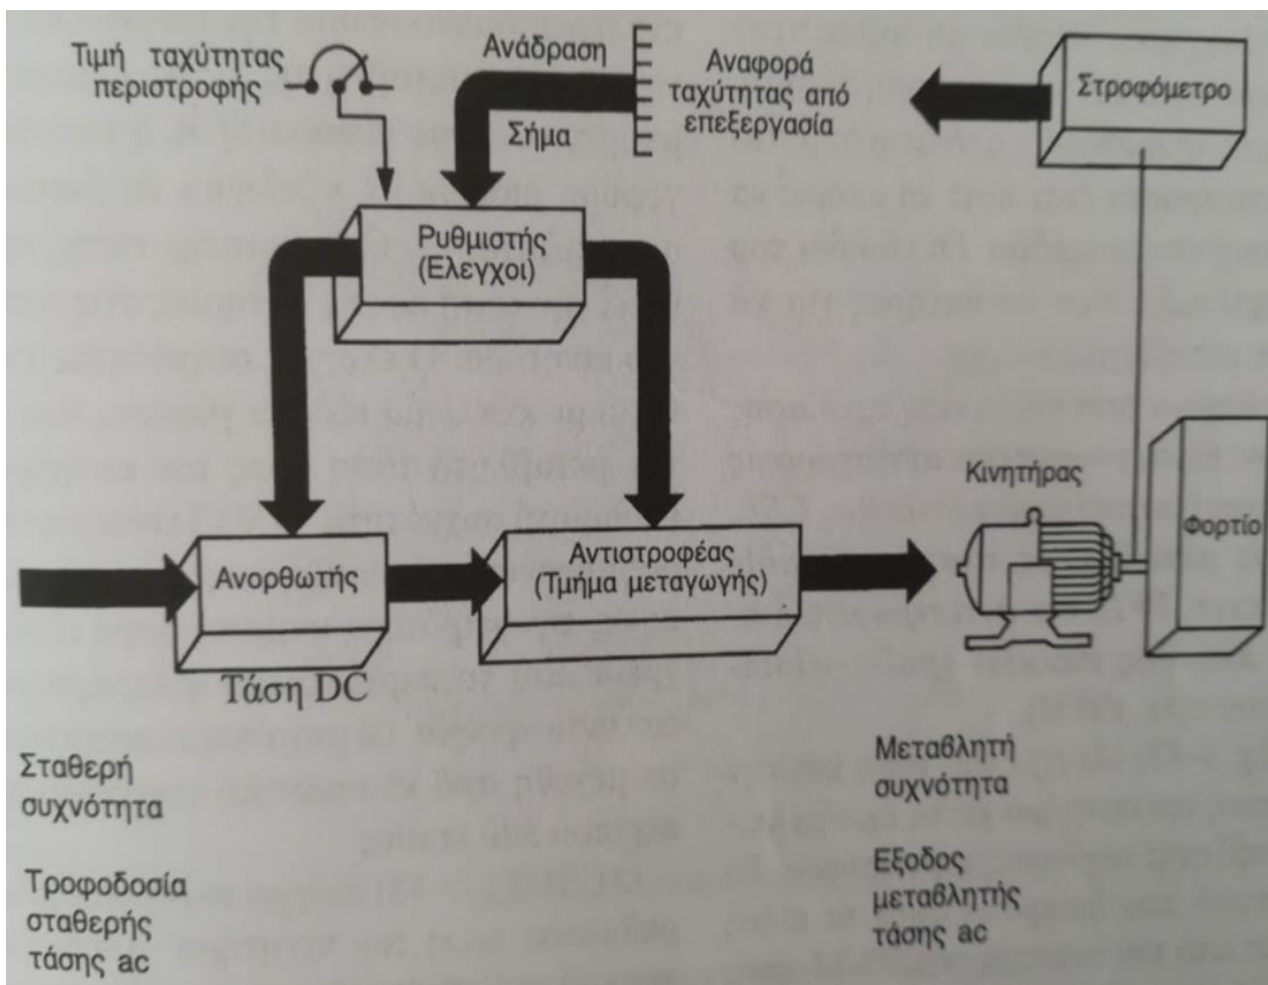 Τιμή ταχύτητας
περιστροφής
Ανάδραση
Σήμα
Αναφορά
ταχύτητας από
επεξεργασία
Στροφόμετρο
Ρυθμιστής
(Ελεγχοι)
Κινητήρας
Φορτίο
Ανορθωτής
Αντιστροφέας
(Τμήμα μεταγωγής)
Τάση DC
Σταθερή
συχνότητα
Τροφοδοσία
σταθερής
τάσης ac
Μεταβλητή
συχνότητα
Εξοδος
μεταβλητής
τάσης ac